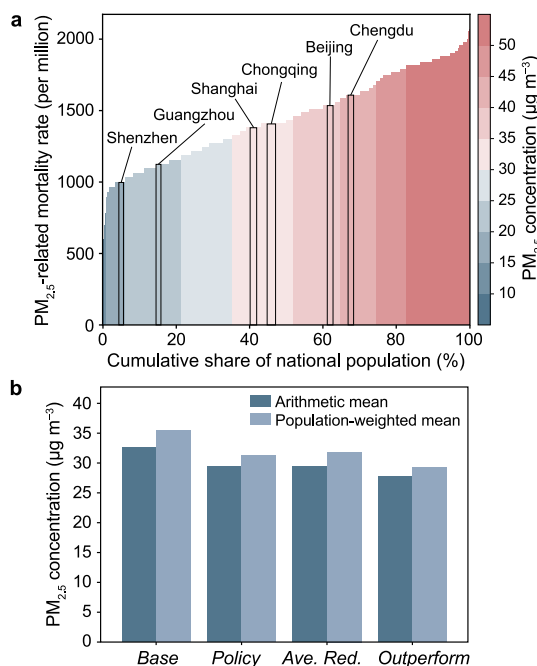 a
2000
1500
1000
500
0
PM2.5-related mortality rate (per million)
Shenzhen
Guangzhou
Shanghai
Chongqing
Beijing
Chengdu
0 20 40 60 80 100
Cumulative share of national population (%)
50
45
40
35
30
25
20
15
10
PM2.5 concentration (μg m−3)
b
40
35
30
25
20
15
10
5
0
PM2.5 concentration (μg m−3)
Arithmetic mean
Population-weighted mean
Base Policy Ave. Red. Outperform